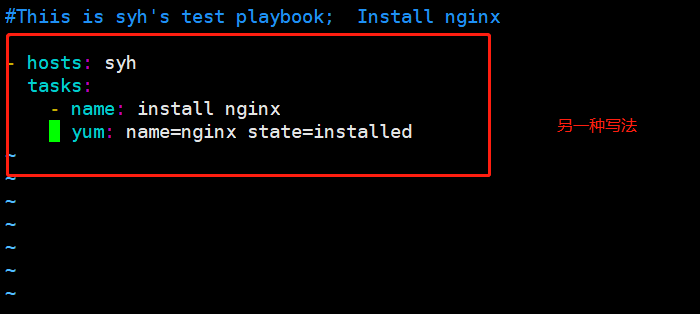 #Thiis is syh's test playbook;  Install nginx
- hosts: syh
  tasks:
    - name: install nginx
      yum: name=nginx state=installed
另一种写法
~
~
~
~
~
~
~